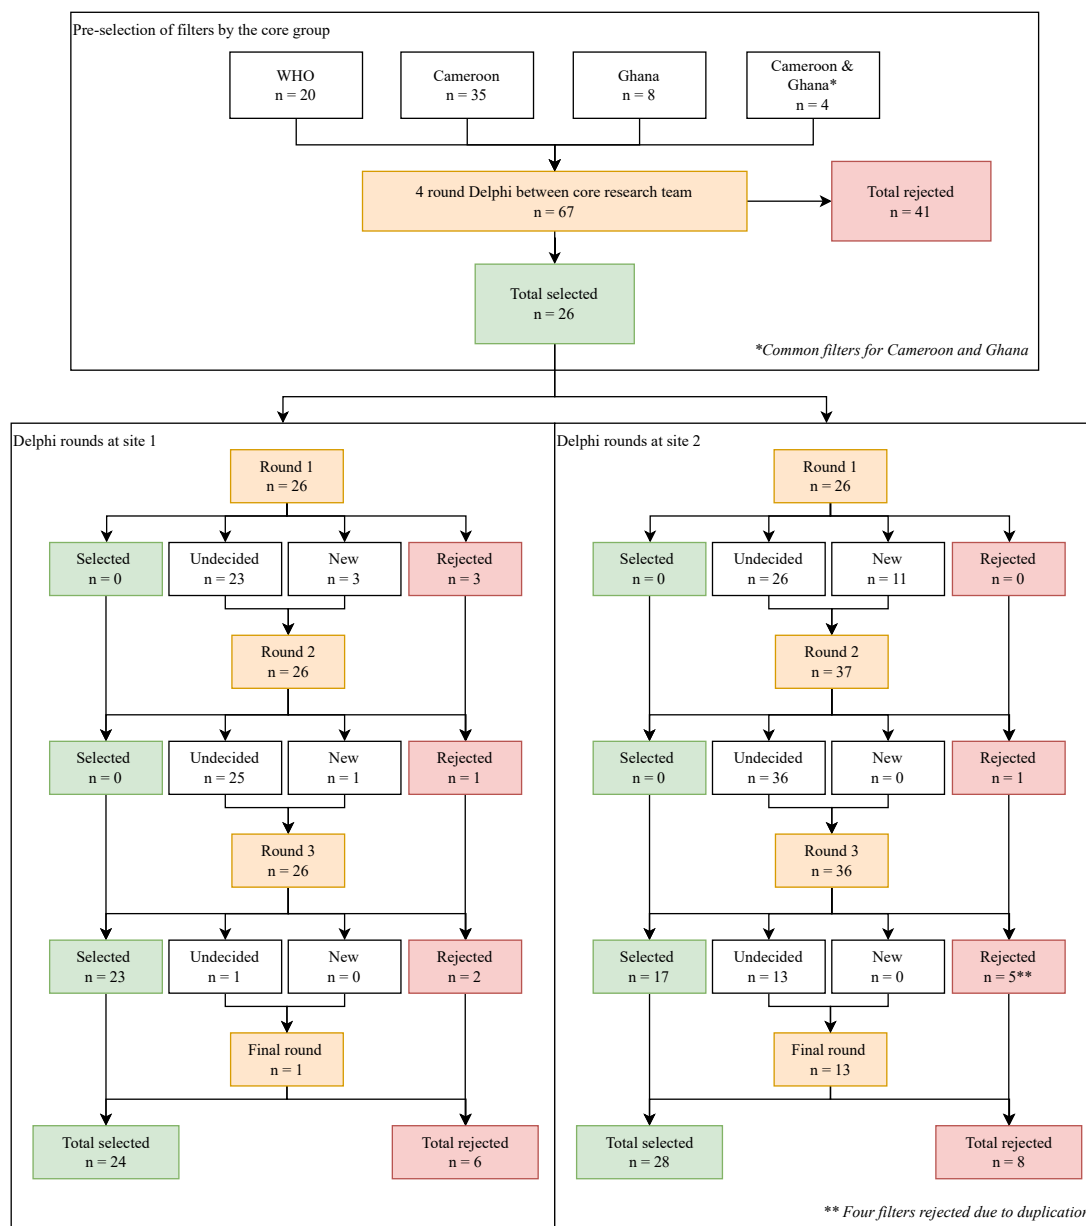 Pre-selection of filters by the core group
WHO
n = 20
Cameroon
n = 35
Ghana
n = 8
Cameroon &
Ghana*
n = 4
4 round Delphi between core research team
n = 67
Total rejected
n = 41
Total selected
n = 26
*Common filters for Cameroon and Ghana
Delphi rounds at site 1
Round 1
n = 26
Selected
n = 0
Undecided
n = 23
New
n = 3
Rejected
n = 3
Round 2
n = 26
Selected
n = 0
Undecided
n = 25
New
n = 1
Rejected
n = 1
Round 3
n = 26
Selected
n = 23
Undecided
n = 1
New
n = 0
Rejected
n = 2
Final round
n = 1
Total selected
n = 24
Total rejected
n = 6
Delphi rounds at site 2
Round 1
n = 26
Selected
n = 0
Undecided
n = 26
New
n = 11
Rejected
n = 0
Round 2
n = 37
Selected
n = 0
Undecided
n = 36
New
n = 0
Rejected
n = 1
Round 3
n = 36
Selected
n = 17
Undecided
n = 13
New
n = 0
Rejected
n = 5**
Final round
n = 13
Total selected
n = 28
Total rejected
n = 8
** Four filters rejected due to duplication